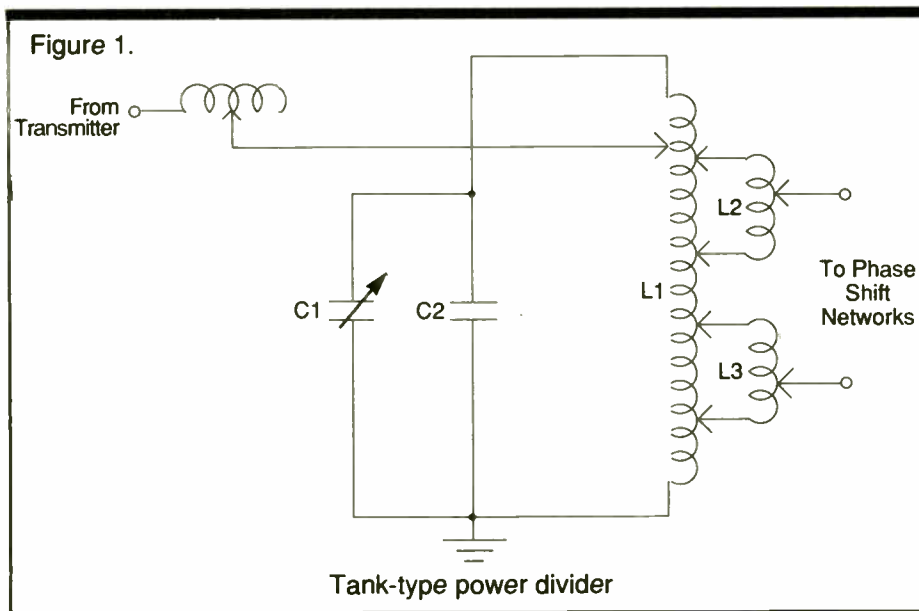 Figure 1.
From
Transmitter
L2
To Phase
Shift
Networks
L1
C1
C2
L3
Tank-type power divider